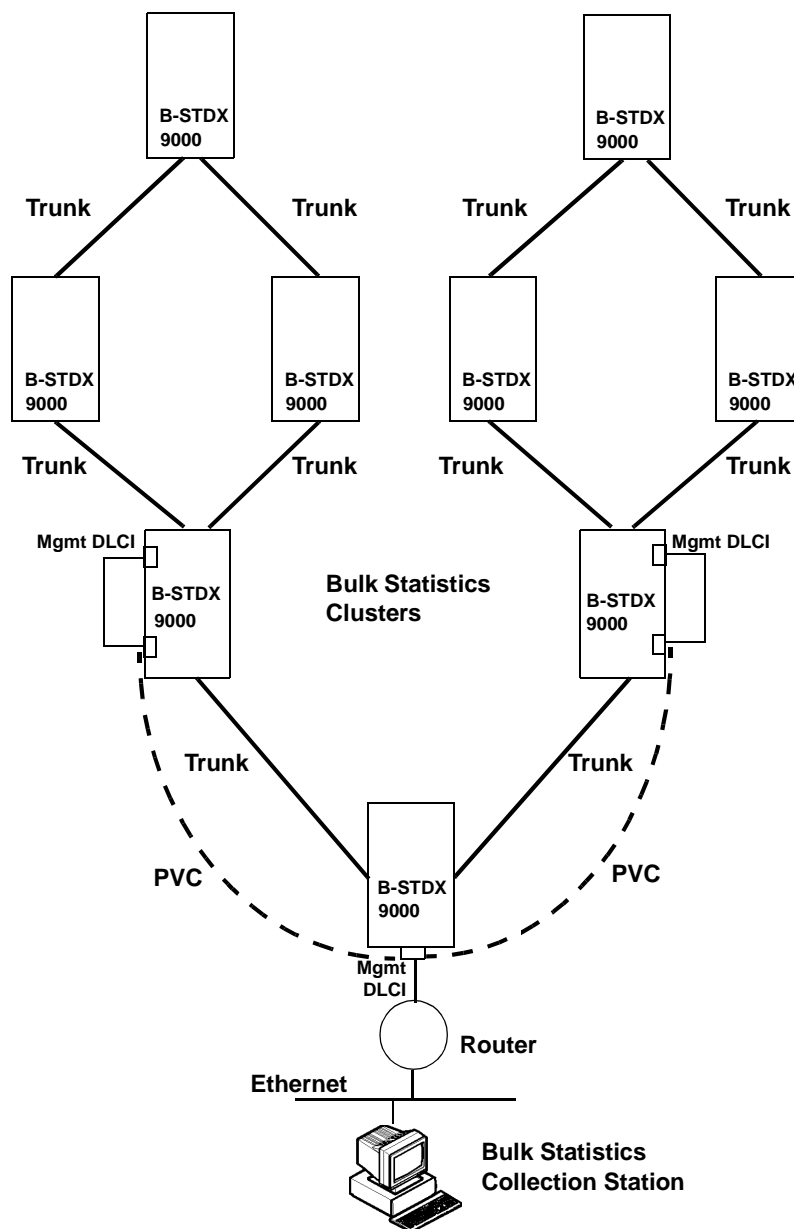 B-STDX
9000
B-STDX
9000
Trunk
Trunk
Trunk
Trunk
B-STDX
9000
B-STDX
9000
B-STDX
9000
B-STDX
9000
Trunk
Trunk
Trunk
Trunk
Mgmt DLCI
B-STDX
9000
Bulk Statistics
Clusters
Mgmt DLCI
B-STDX
9000
Trunk
Trunk
PVC
B-STDX
9000
PVC
Mgmt
DLCI
Router
Ethernet
Bulk Statistics
Collection Station